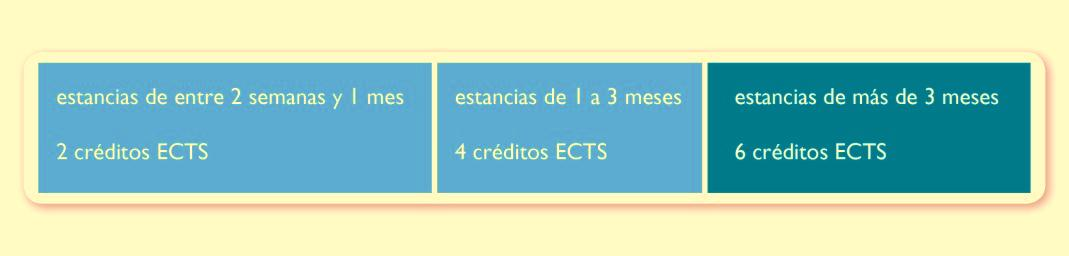 estancias de entre 2 semanas y 1 mes
2 créditos ECTS
estancias de 1 a 3 meses
4 créditos ECTS
estancias de más de 3 meses
6 créditos ECTS